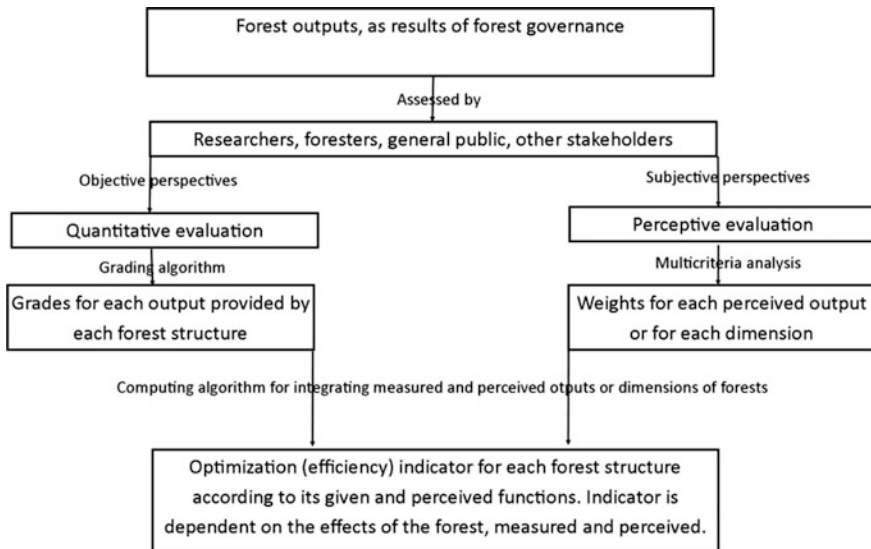 Forest outputs, as results of forest governance
Assessed by
Researchers, foresters, general public, other stakeholders
Objective perspectives
Subjective perspectives
Quantitative evaluation
Perceptive evaluation
Grading algorithm
Multicriteria analysis
Grades for each output provided by
each forest structure
Weights for each perceived output
or for each dimension
Computing algorithm for integrating measured and perceived otputs or dimensions of forests
Optimization (efficiency) indicator for each forest structure
according to its given and perceived functions. Indicator is
dependent on the effects of the forest, measured and perceived.